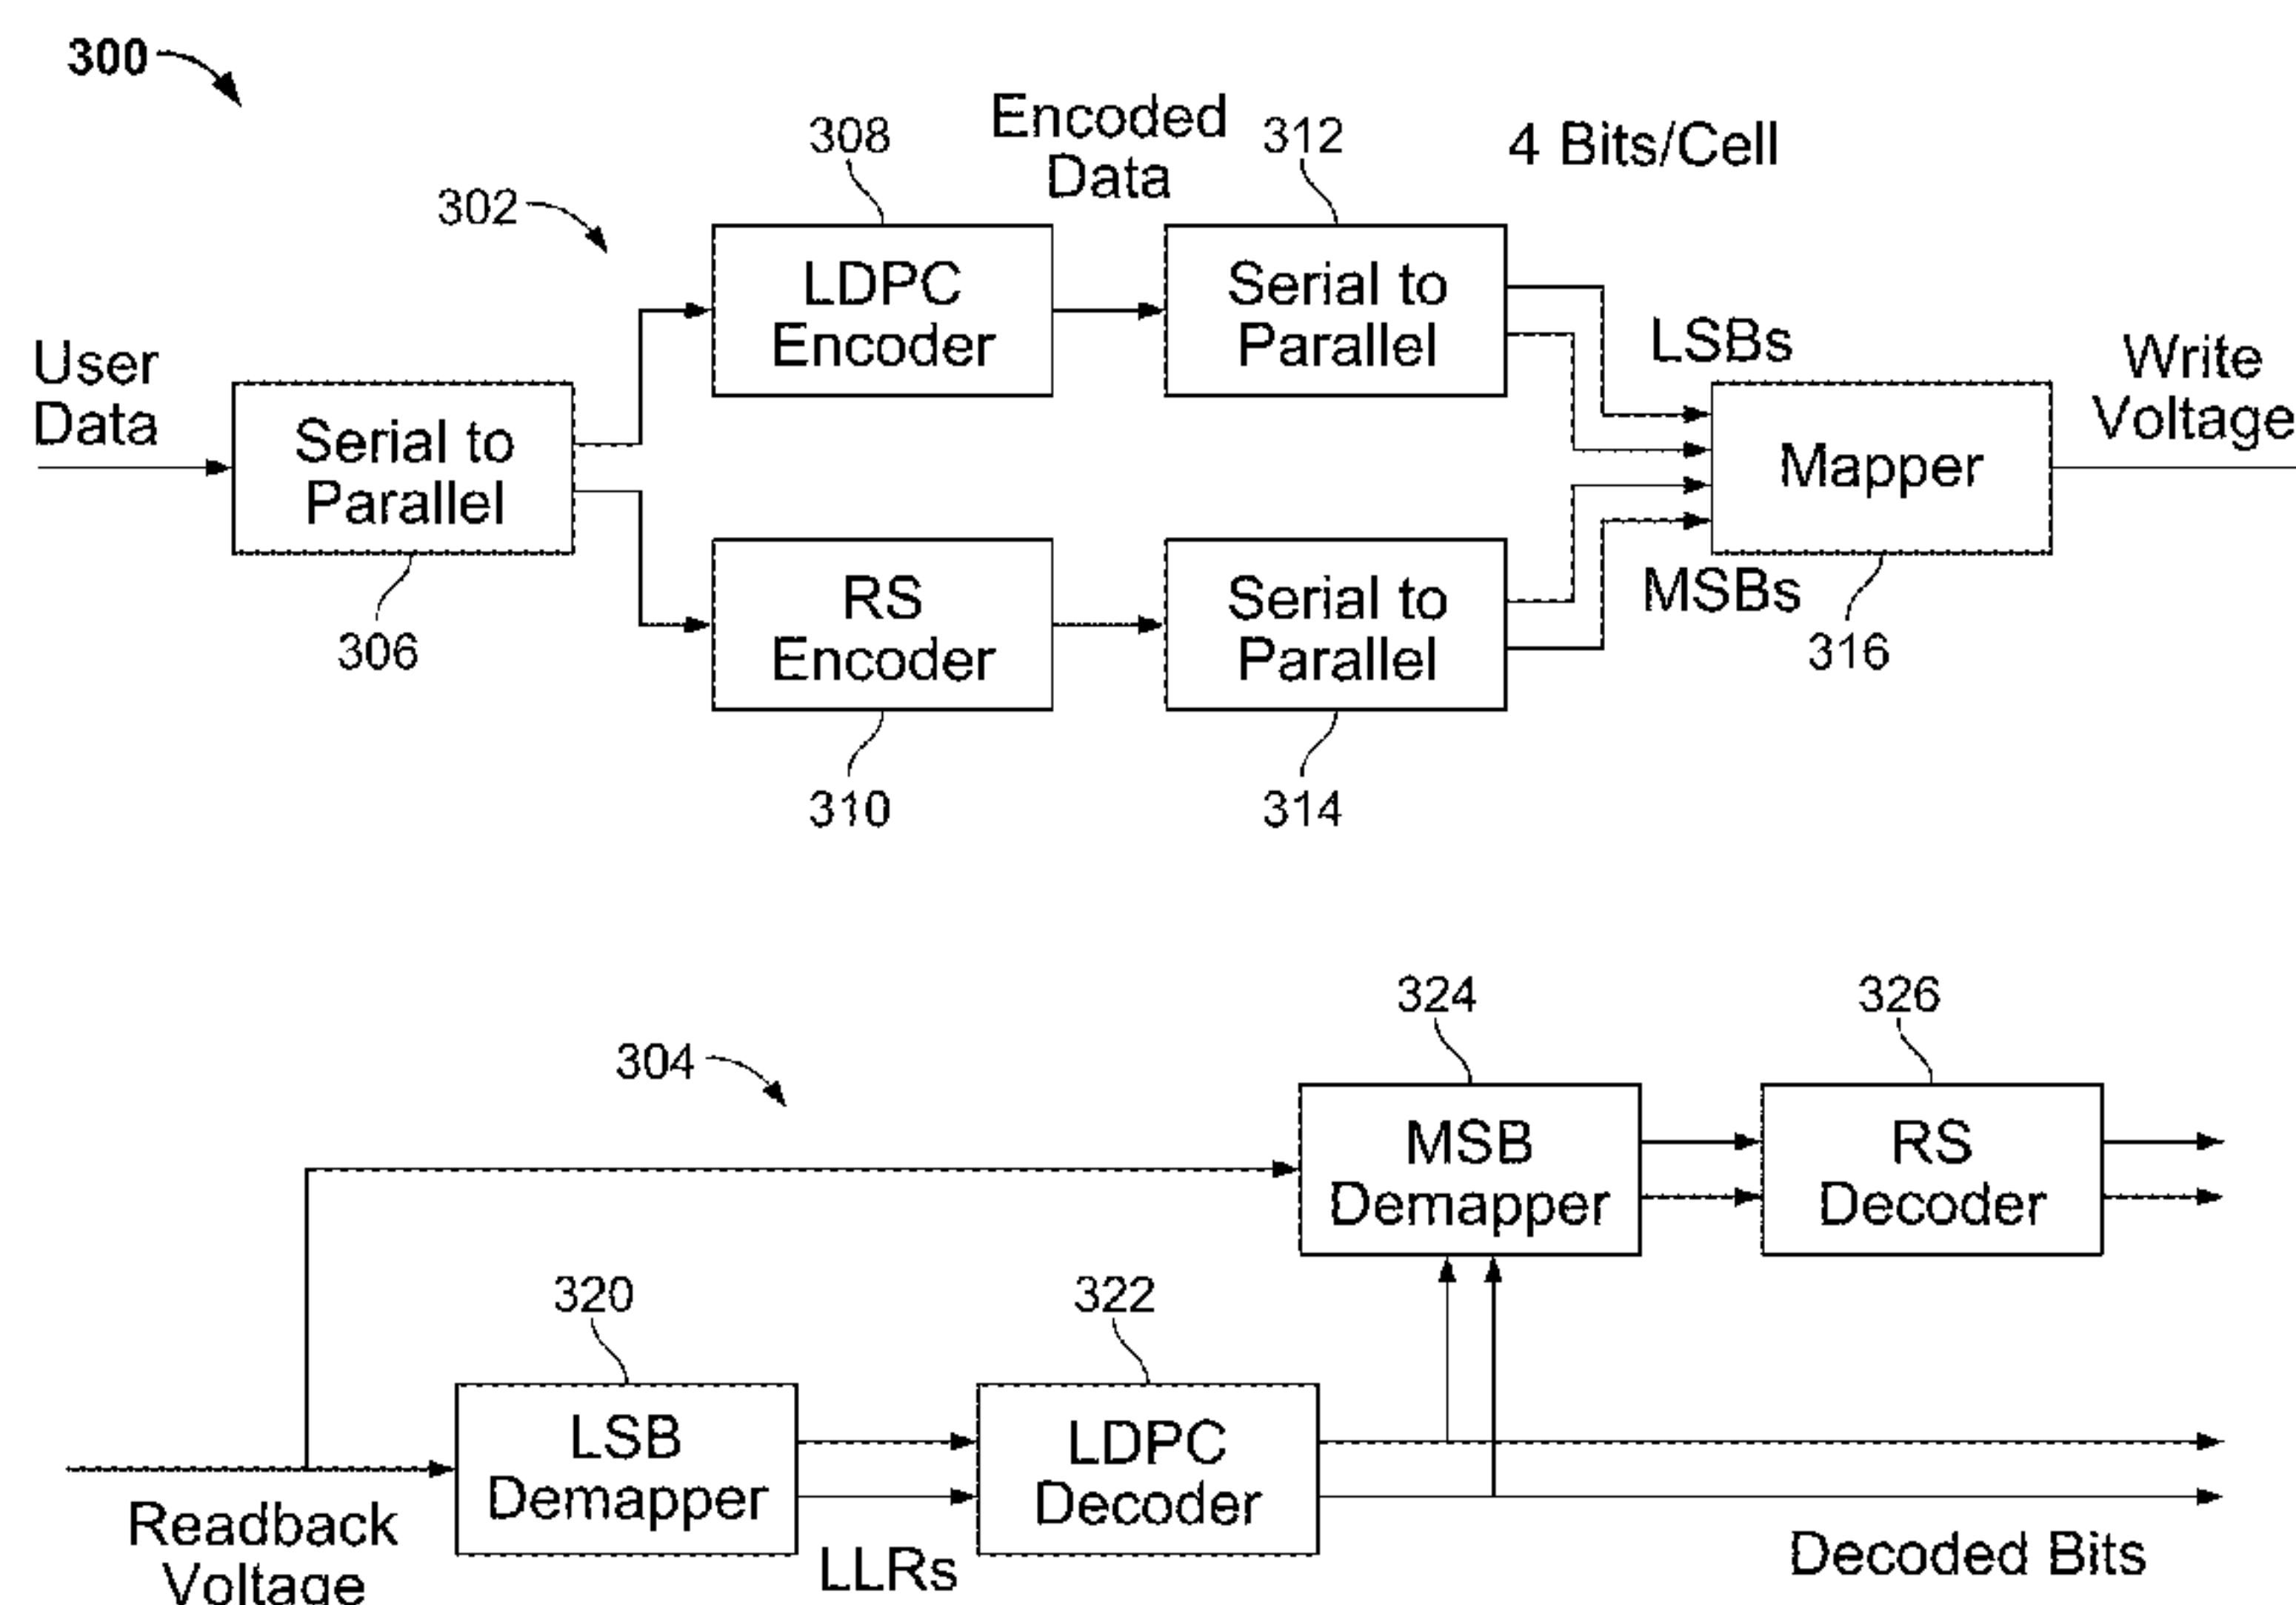 300
308
Encoded
Data
312
4 Bits/Cell
302
LDPC
Encoder
Serial to
Parallel
LSBs
User
Data
Serial to
Parallel
Mapper
Write
Voltage
306
RS
Encoder
Serial to
Parallel
MSBs
316
310
314
324
326
304
MSB
Demapper
RS
Decoder
320
322
LSB
Demapper
LDPC
Decoder
Readback
Voltage
LLRs
Decoded Bits